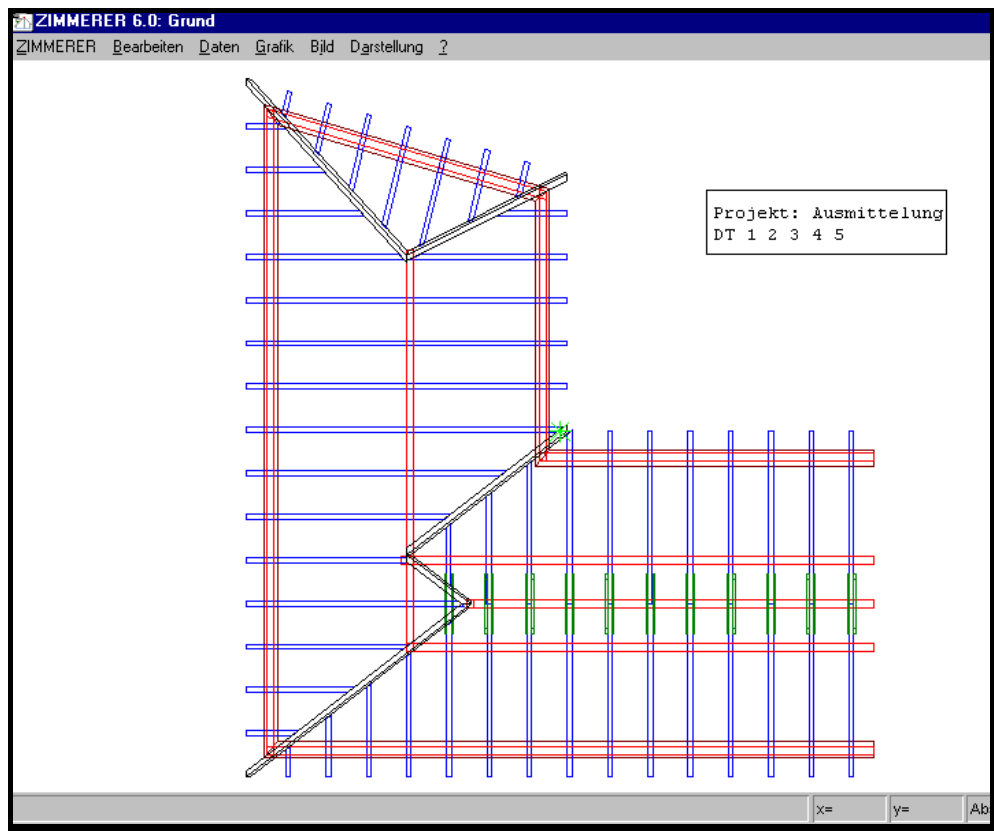 ZIMMERER 6.0: Grund
ZIMMERER Bearbeiten Daten Grafik Bild Darstellung ?
Projekt: Ausmittelung
DT 1 2 3 4 5
x= y= Ab